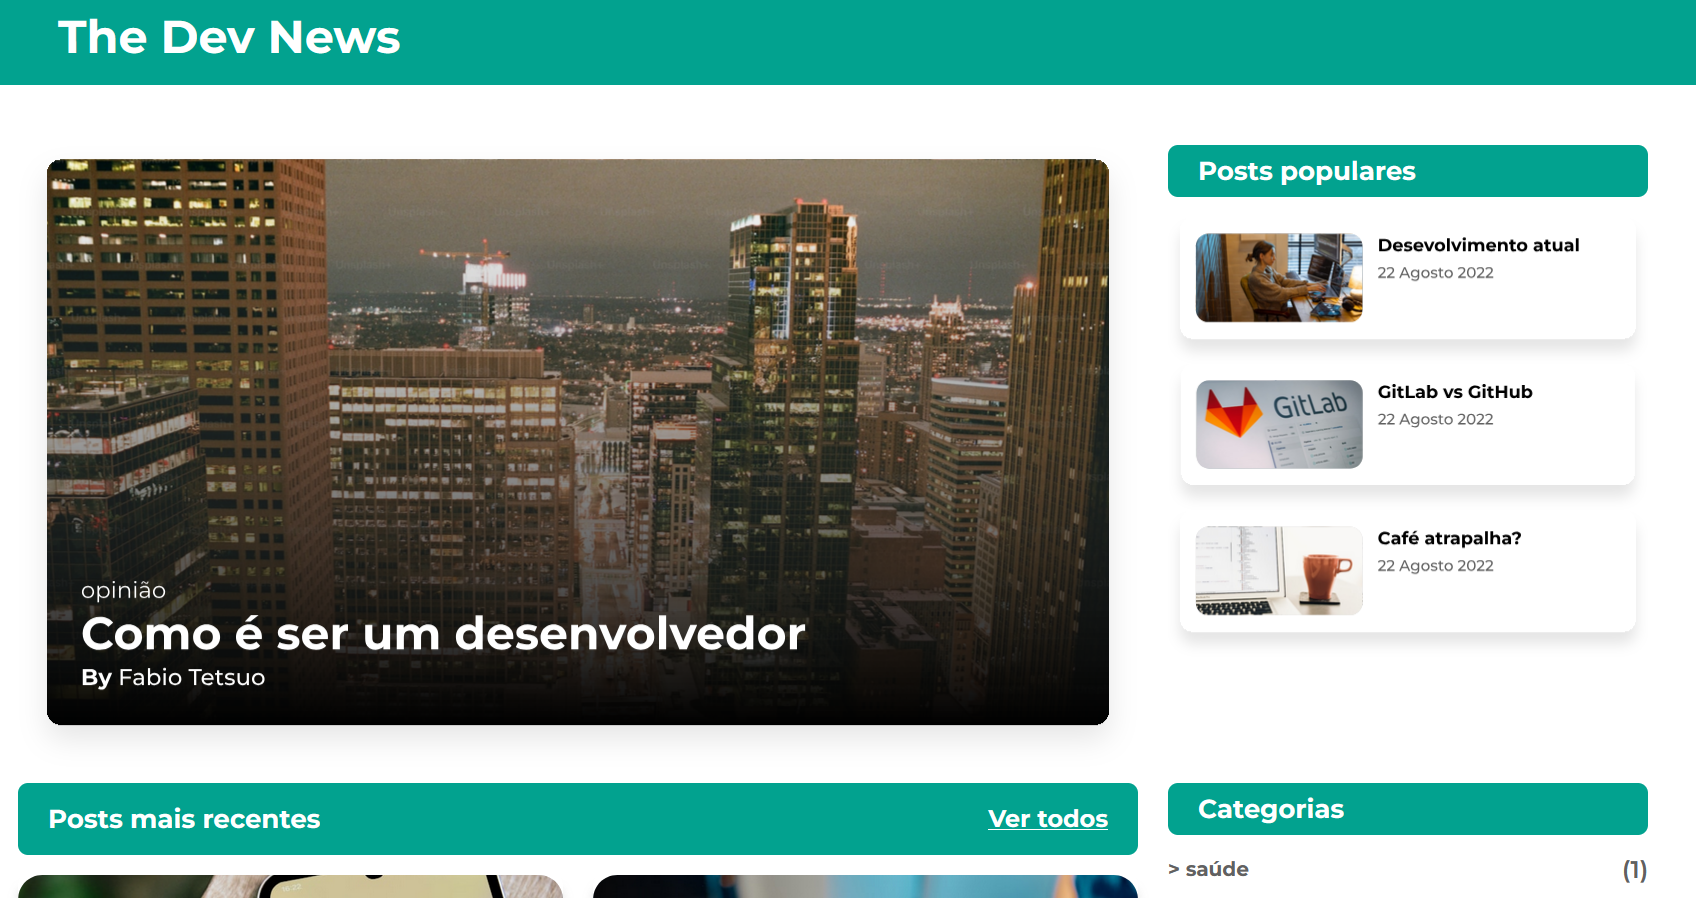 The Dev News
opinião
Como é ser um desenvolvedor
By Fabio Tetsuo
Posts populares
Desevolvimento atual
22 Agosto 2022
GitLab
GitLab vs GitHub
22 Agosto 2022
Café atrapalha?
22 Agosto 2022
Posts mais recentes
Ver todos
Categorias
> saúde
(1)